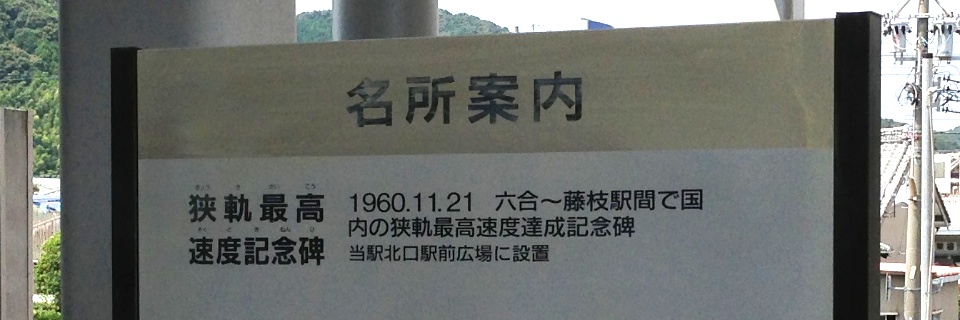 名所案内
狭軌最高
速度記念碑
1960.11.21 六合～藤枝駅間で国
内の狭軌最高速度達成記念碑
当駅北口駅前広場に設置